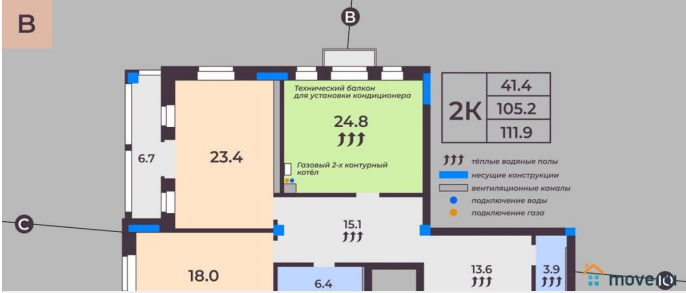 В
B
Технический балкон
для установки кондиционера
24.8
Газовый 2-х контурный
котёл
6.7
23.4
15.1
18.0
6.4
13.6
3.9
C
2К
41.4
105.2
111.9
тёплые водяные полы
несущие конструкции
вентиляционные каналы
подключение воды
подключение газа
move.ru